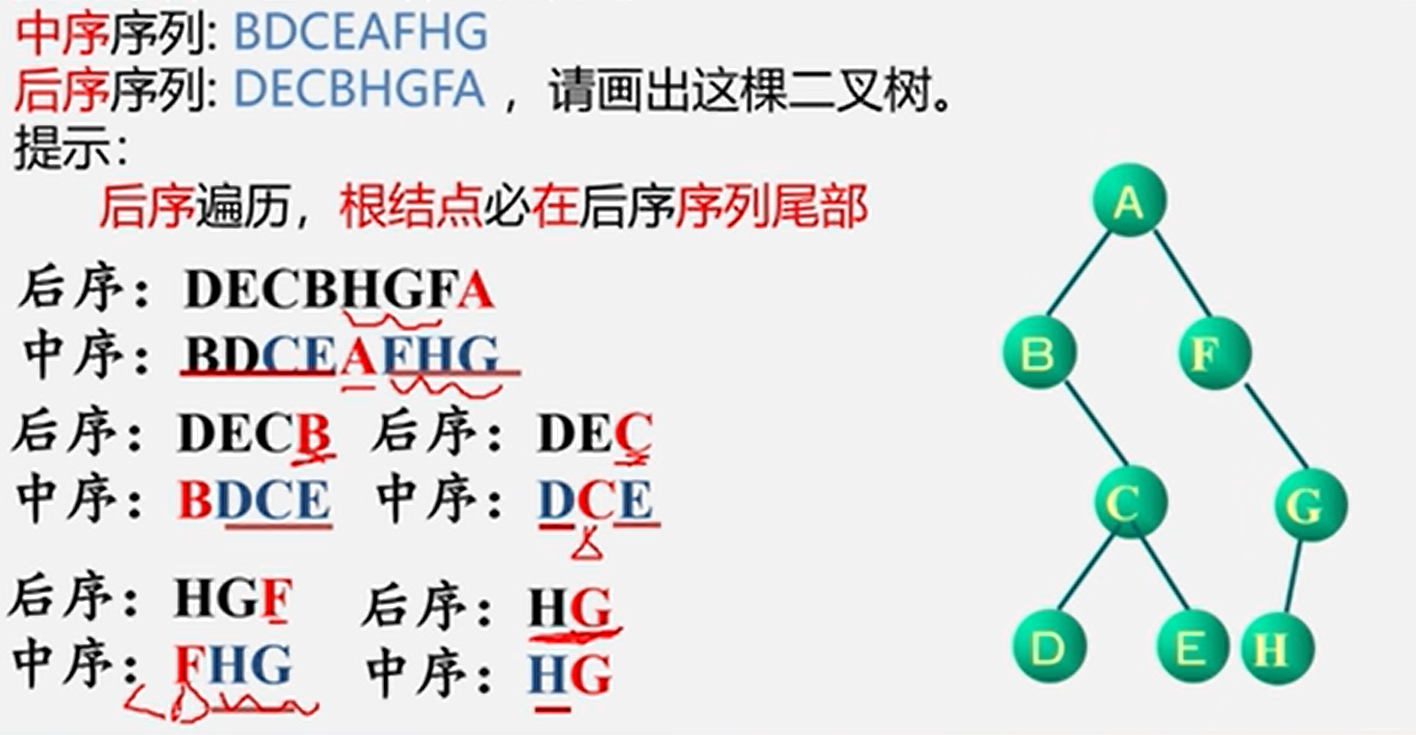 中序序列: BDCEAFHG
后序序列: DECBHGFA ，请画出这棵二叉树。
提示：
后序遍历，根结点必在后序序列尾部
后序：DECBHGFA
中序：BDCEAFHG
后序：DECB 后序：DEC
中序：BDCE 中序：DCE
后序：HGF 后序：HG
中序：FHG 中序：HG
A
B F
C G
D E H